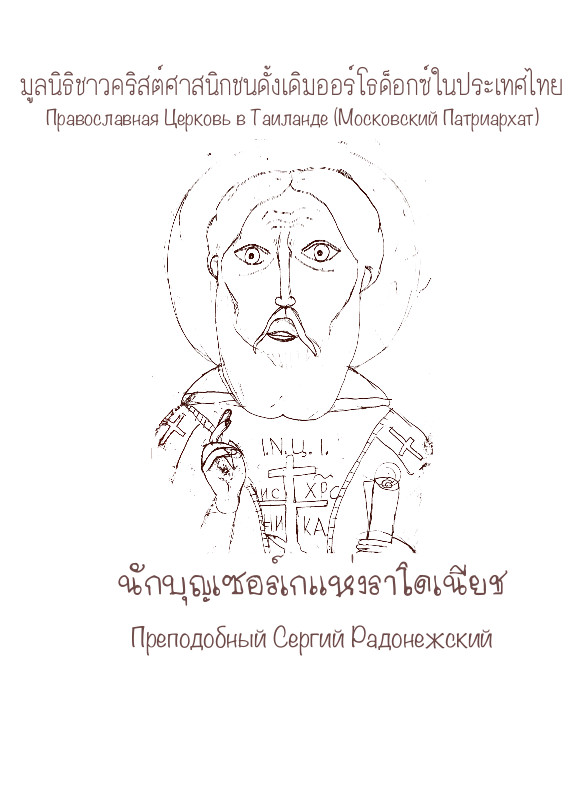 มูลนิธิชาวคริสต์ศาสนิกชนดั้งเดิมออร์โธด็อกซ์ในประเทศไทย
Православная Церковь в Таиланде (Московский Патриархат)
І.N.Ц.І.
ИС ХРС
НИ КА
นักบุญเซอร์เกแห่งราโดเนียช
Преподобный Сергий Радонежский